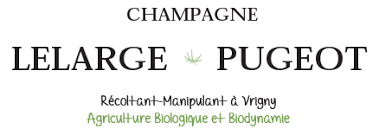 CHAMPAGNE
LELARGE PUGEOT
Récoltant-Manipulant à Vrigny
Agriculture Biologique et Biodynamie